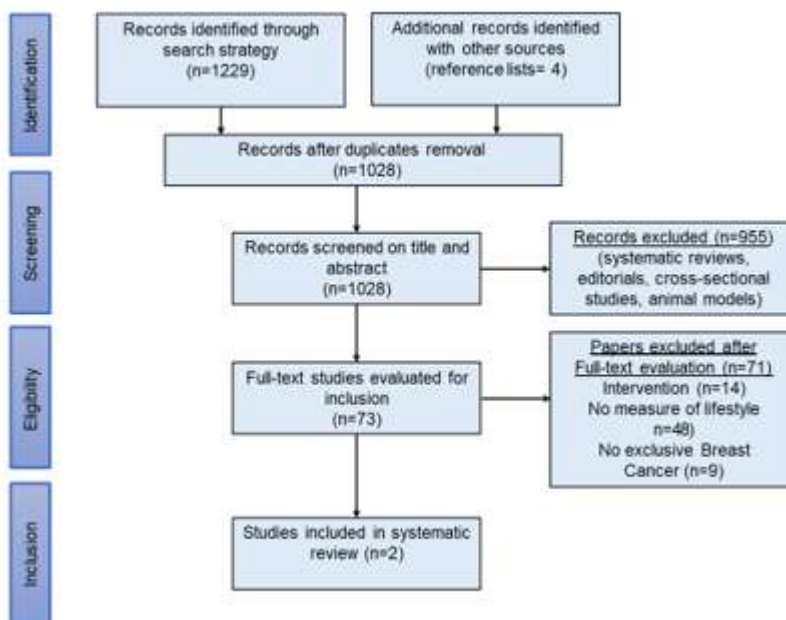 Identification
Records identified through
search strategy
(n=1229)
Additional records identified
with other sources
(reference lists= 4)
Records after duplicates removal
(n=1028)
Screening
Records screened on title and
abstract
(n=1028)
Records excluded (n=955)
(systematic reviews,
editorials, cross-sectional
studies, animal models)
Eligibility
Full-text studies evaluated for
inclusion
(n=73)
Papers excluded after
Full-text evaluation (n=71)
Intervention (n=14)
No measure of lifestyle
n=48)
No exclusive Breast
Cancer (n=9)
Inclusion
Studies included in systematic
review (n=2)